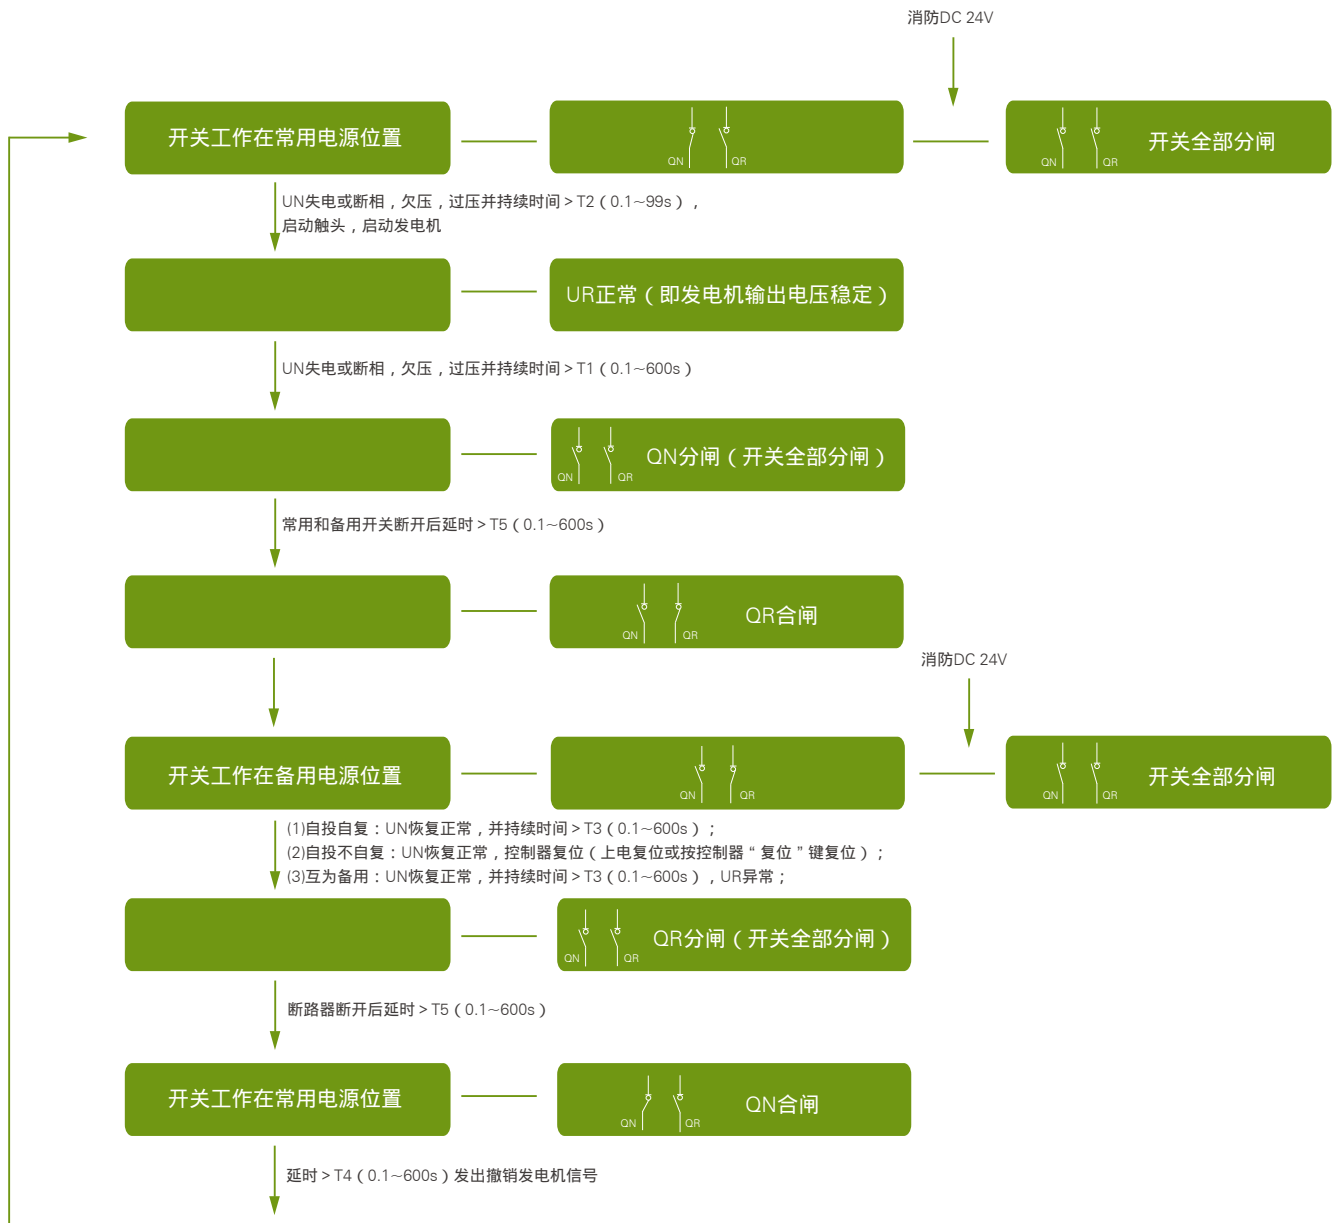 消防DC 24V
开关工作在常用电源位置
QN
QR
QN
QR
开关全部分闸
UN失电或断相，欠压，过压并持续时间＞T2（0.1~99s），
启动触头，启动发电机
UR正常（即发电机输出电压稳定）
UN失电或断相，欠压，过压并持续时间＞T1（0.1~600s）
QN
QR
QN分闸（开关全部分闸）
常用和备用开关断开后延时＞T5（0.1~600s）
QN
QR
QR合闸
消防DC 24V
开关工作在备用电源位置
QN
QR
QN
QR
开关全部分闸
(1)自投自复：UN恢复正常，并持续时间＞T3（0.1~600s）；
(2)自投不自复：UN恢复正常，控制器复位（上电复位或按控制器“复位”键复位）；
(3)互为备用：UN恢复正常，并持续时间＞T3（0.1~600s），UR异常；
QN
QR
QR分闸（开关全部分闸）
断路器断开后延时＞T5（0.1~600s）
开关工作在常用电源位置
QN
QR
QN合闸
延时＞T4（0.1~600s）发出撤销发电机信号